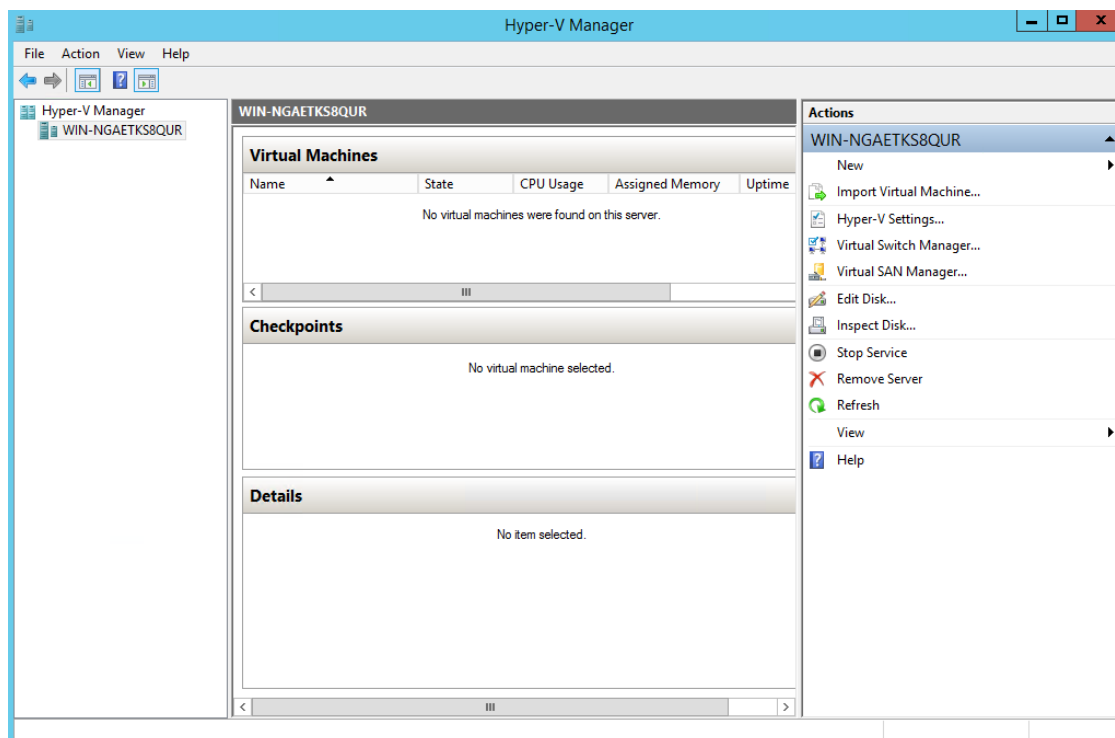 Hyper-V Manager
File Action View Help
Hyper-V Manager
WIN-NGAETKS8QUR
WIN-NGAETKS8QUR
Virtual Machines
Name State CPU Usage Assigned Memory Uptime
No virtual machines were found on this server.
Checkpoints
No virtual machine selected.
Details
No item selected.
Actions
WIN-NGAETKS8QUR
New
Import Virtual Machine...
Hyper-V Settings...
Virtual Switch Manager...
Virtual SAN Manager...
Edit Disk...
Inspect Disk...
Stop Service
Remove Server
Refresh
View
Help